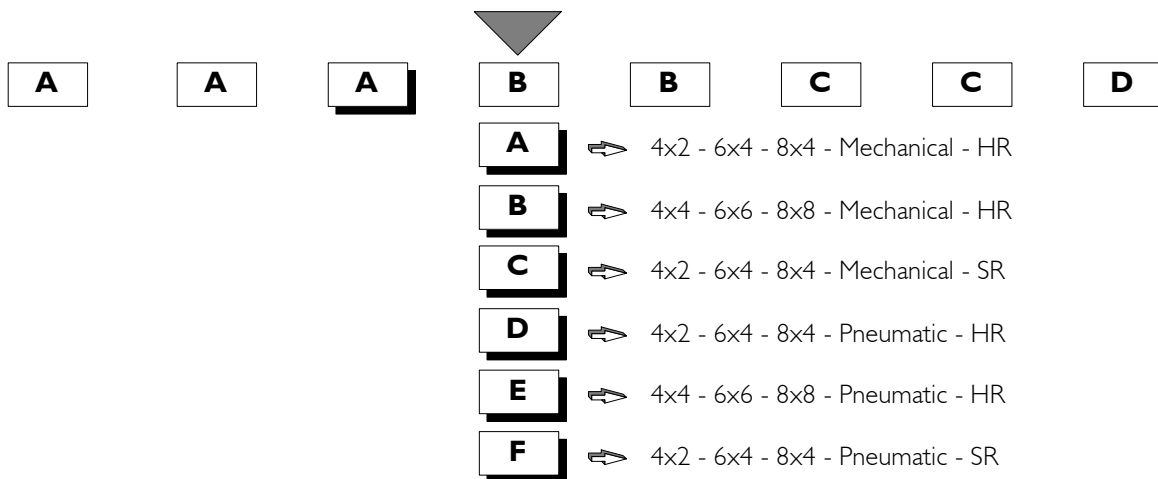 A A A B B C C D
A 4x2 - 6x4 - 8x4 - Mechanical - HR
B 4x4 - 6x6 - 8x8 - Mechanical - HR
C 4x2 - 6x4 - 8x4 - Mechanical - SR
D 4x2 - 6x4 - 8x4 - Pneumatic - HR
E 4x4 - 6x6 - 8x8 - Pneumatic - HR
F 4x2 - 6x4 - 8x4 - Pneumatic - SR